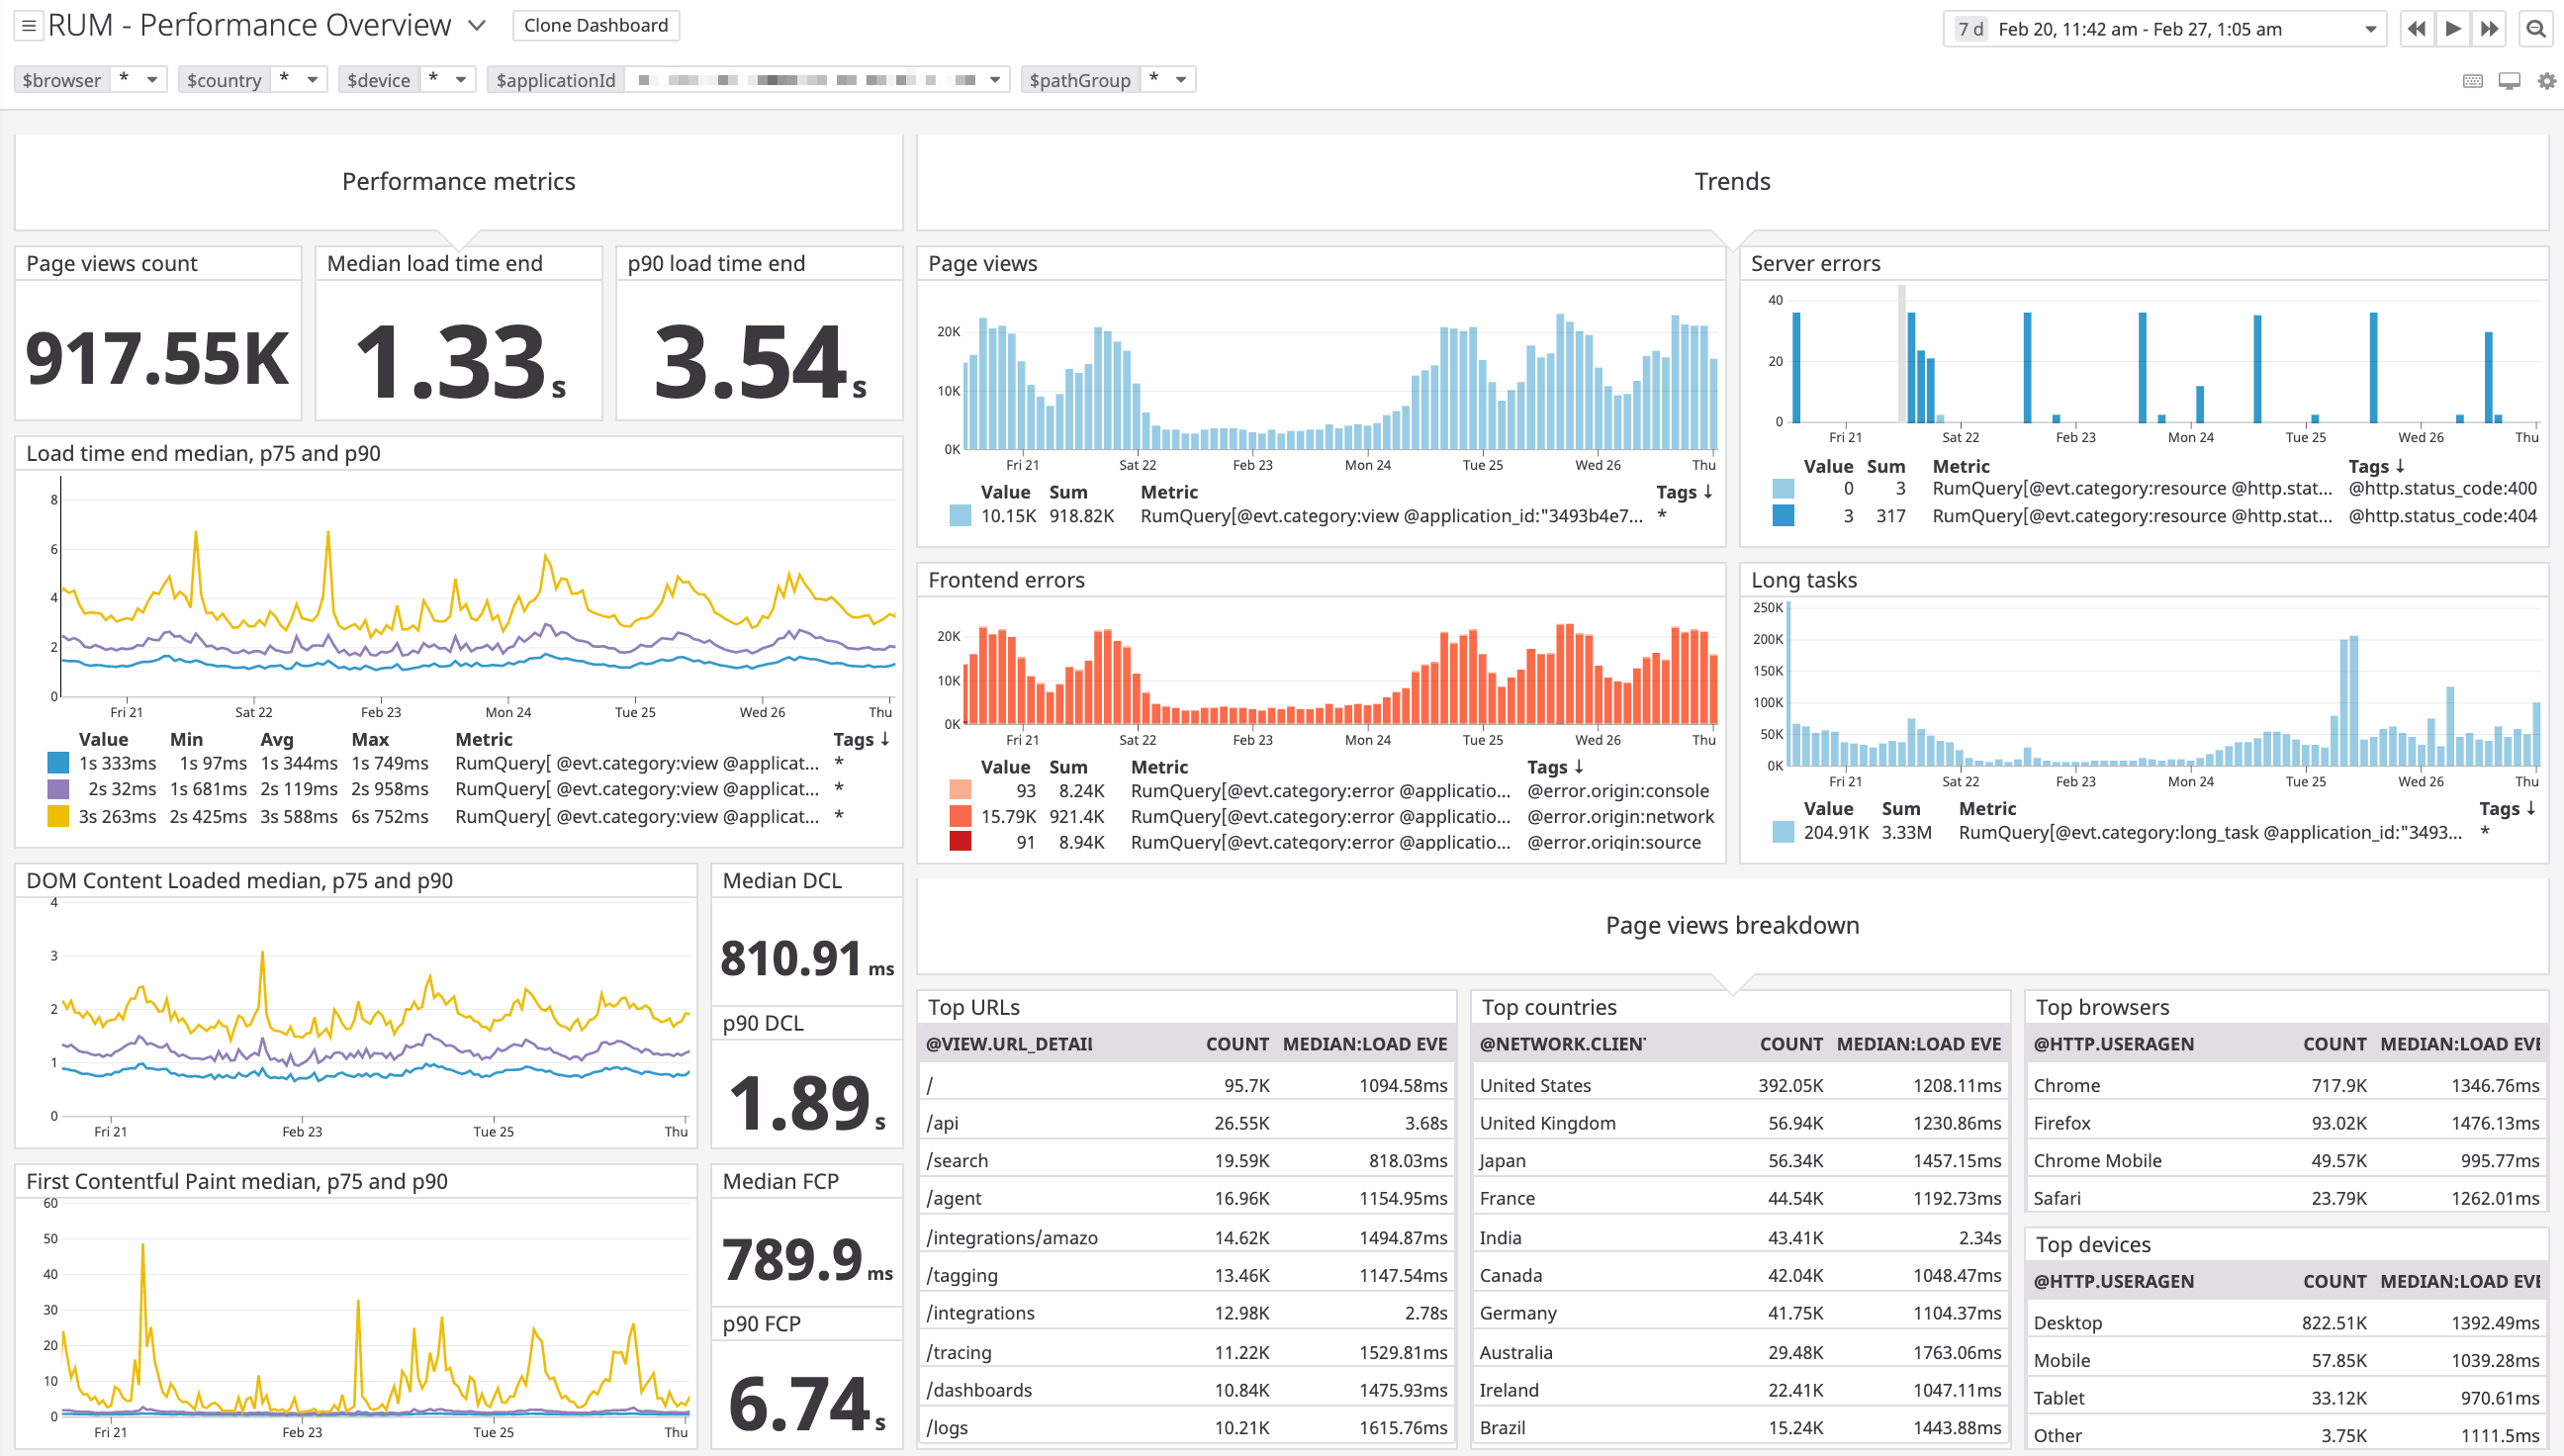 RUM - Performance Overview
Clone Dashboard
7 d Feb 20, 11:42 am - Feb 27, 1:05 am
$browser * $country * $device * $applicationId $pathGroup *
Performance metrics
Page views count
917.55K
Median load time end
1.33 s
p90 load time end
3.54 s
Load time end median, p75 and p90
8
6
4
2
0
Fri 21 Sat 22 Feb 23 Mon 24 Tue 25 Wed 26 Thu
Value Min Avg Max Metric Tags ↓
1s 333ms 1s 97ms 1s 344ms 1s 749ms RumQuery[ @evt.category:view @applicat... *
2s 32ms 1s 681ms 2s 119ms 2s 958ms RumQuery[ @evt.category:view @applicat... *
3s 263ms 2s 425ms 3s 588ms 6s 752ms RumQuery[ @evt.category:view @applicat... *
DOM Content Loaded median, p75 and p90
4
3
2
1
0
Fri 21 Feb 23 Tue 25 Thu
Median DCL
810.91 ms
p90 DCL
1.89 s
First Contentful Paint median, p75 and p90
60
50
40
30
20
10
0
Fri 21 Feb 23 Tue 25 Thu
Median FCP
789.9 ms
p90 FCP
6.74 s
Trends
Page views
20K
10K
0K
Fri 21 Sat 22 Feb 23 Mon 24 Tue 25 Wed 26 Thu
Value Sum Metric Tags ↓
10.15K 918.82K RumQuery[@evt.category:view @application_id:"3493b4e7... *
Server errors
40
20
0
Fri 21 Sat 22 Feb 23 Mon 24 Tue 25 Wed 26 Thu
Value Sum Metric Tags ↓
0 3 RumQuery[@evt.category:resource @http.stat... @http.status_code:400
3 317 RumQuery[@evt.category:resource @http.stat... @http.status_code:404
Frontend errors
20K
10K
0K
Fri 21 Sat 22 Feb 23 Mon 24 Tue 25 Wed 26 Thu
Value Sum Metric Tags ↓
93 8.24K RumQuery[@evt.category:error @applicatio... @error.origin:console
15.79K 921.4K RumQuery[@evt.category:error @applicatio... @error.origin:network
91 8.94K RumQuery[@evt.category:error @applicatio... @error.origin:source
Long tasks
250K
200K
150K
100K
50K
0K
Fri 21 Sat 22 Feb 23 Mon 24 Tue 25 Wed 26 Thu
Value Sum Metric Tags ↓
204.91K 3.33M RumQuery[@evt.category:long_task @application_id:"3493... *
Page views breakdown
Top URLs
@VIEW.URL_DETAIL COUNT MEDIAN:LOAD EVE
/ 95.7K 1094.58ms
/api 26.55K 3.68s
/search 19.59K 818.03ms
/agent 16.96K 1154.95ms
/integrations/amazo 14.62K 1494.87ms
/tagging 13.46K 1147.54ms
/integrations 12.98K 2.78s
/tracing 11.22K 1529.81ms
/dashboards 10.84K 1475.93ms
/logs 10.21K 1615.76ms
Top countries
@NETWORK.CLIENT COUNT MEDIAN:LOAD EVE
United States 392.05K 1208.11ms
United Kingdom 56.94K 1230.86ms
Japan 56.34K 1457.15ms
France 44.54K 1192.73ms
India 43.41K 2.34s
Canada 42.04K 1048.47ms
Germany 41.75K 1104.37ms
Australia 29.48K 1763.06ms
Ireland 22.41K 1047.11ms
Brazil 15.24K 1443.88ms
Top browsers
@HTTP.USERAGEN COUNT MEDIAN:LOAD EVE
Chrome 717.9K 1346.76ms
Firefox 93.02K 1476.13ms
Chrome Mobile 49.57K 995.77ms
Safari 23.79K 1262.01ms
Top devices
@HTTP.USERAGEN COUNT MEDIAN:LOAD EVE
Desktop 822.51K 1392.49ms
Mobile 57.85K 1039.28ms
Tablet 33.12K 970.61ms
Other 3.75K 1111.5ms